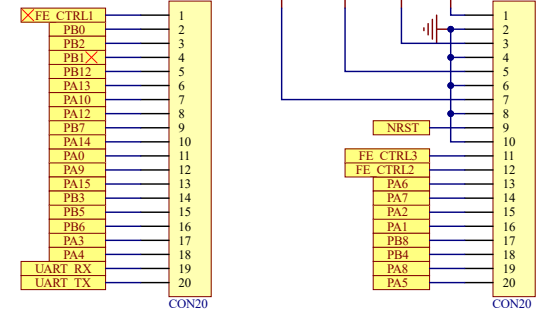 FE_CTRL1 1
PB0 2
PB2 3
PB1 4
PB12 5
PA13 6
PA10 7
PA12 8
PB7 9
PA14 10
PA0 11
PA9 12
PA15 13
PB3 14
PB5 15
PB6 16
PA3 17
PA4 18
UART_RX 19
UART_TX 20
CON20
1
2
3
4
5
6
7
8
NRST 9
10
FE_CTRL3 11
FE_CTRL2 12
PA6 13
PA7 14
PA2 15
PA1 16
PB8 17
PB4 18
PA8 19
PA5 20
CON20